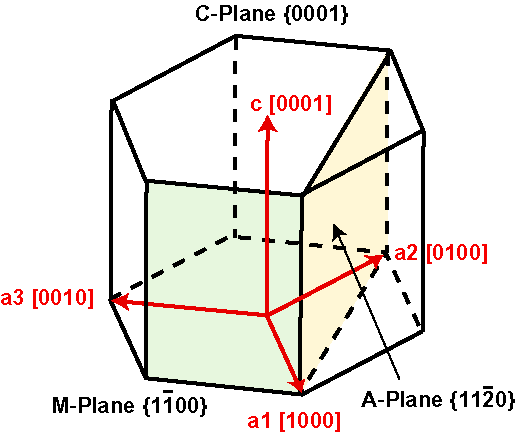 C-Plane {0001}
c [0001]
a2 [0100]
a3 [0010]
M-Plane {11̅00}
A-Plane {112̅0}
a1 [1000]